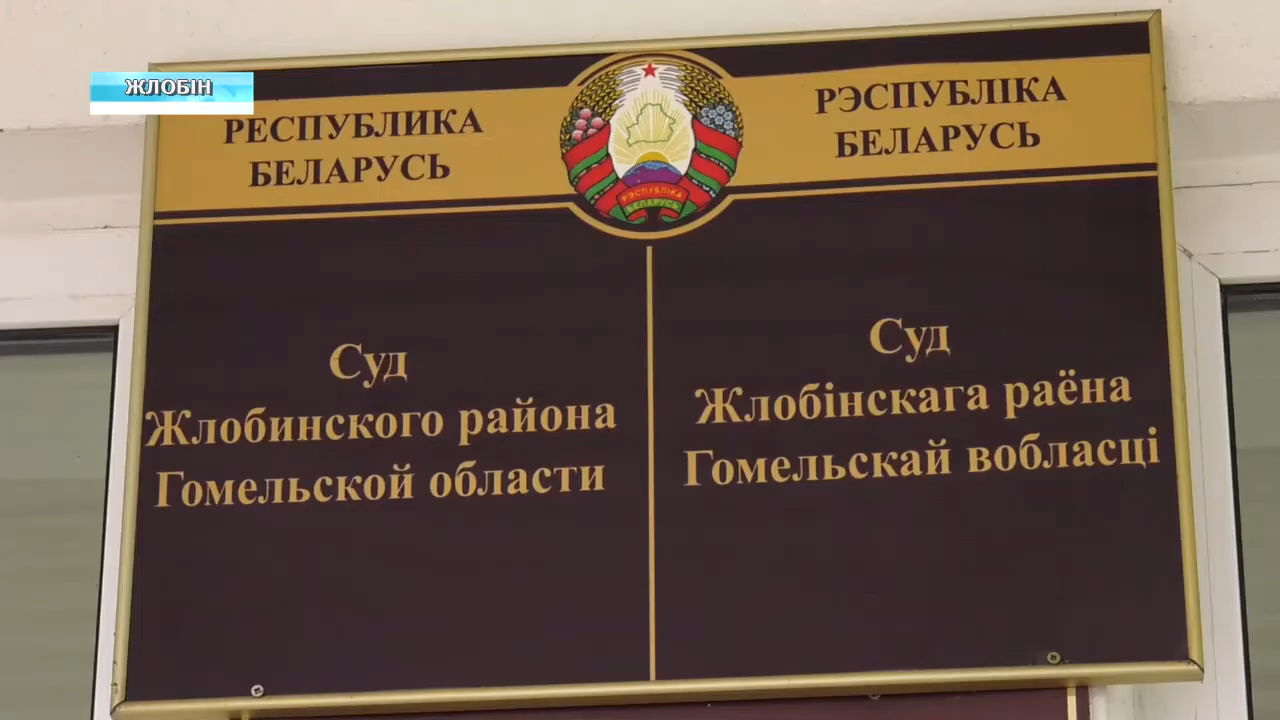 ЖЛОБІН
РЕСПУБЛИКА
БЕЛАРУСЬ
РЭСПУБЛІКА
БЕЛАРУСЬ
РЭСПУБЛІКА
БЕЛАРУСЬ
Суд
Жлобинского района
Гомельской области
Суд
Жлобінскага раёна
Гомельскай вобласці